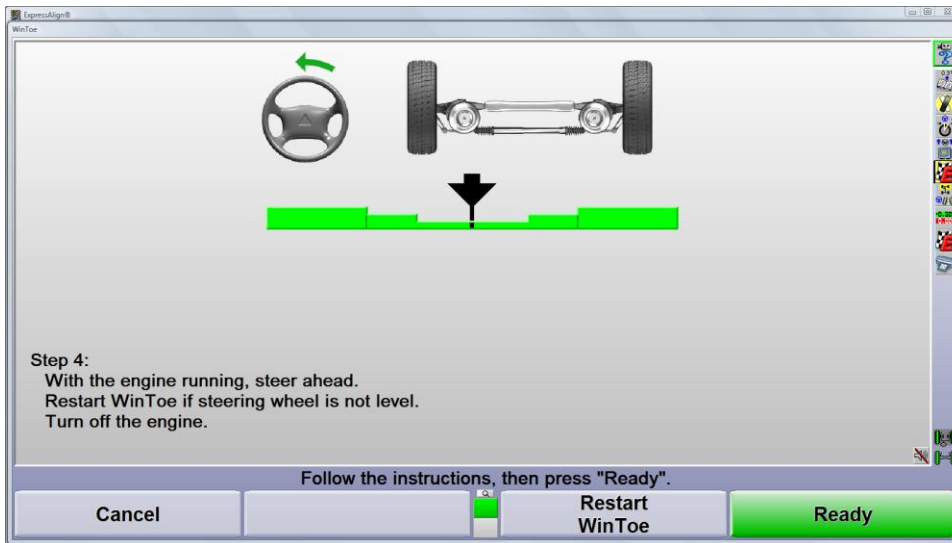 ExpressAlign®
WinToe
Step 4:
With the engine running, steer ahead.
Restart WinToe if steering wheel is not level.
Turn off the engine.
Follow the instructions, then press "Ready".
Cancel
Restart
WinToe
Ready